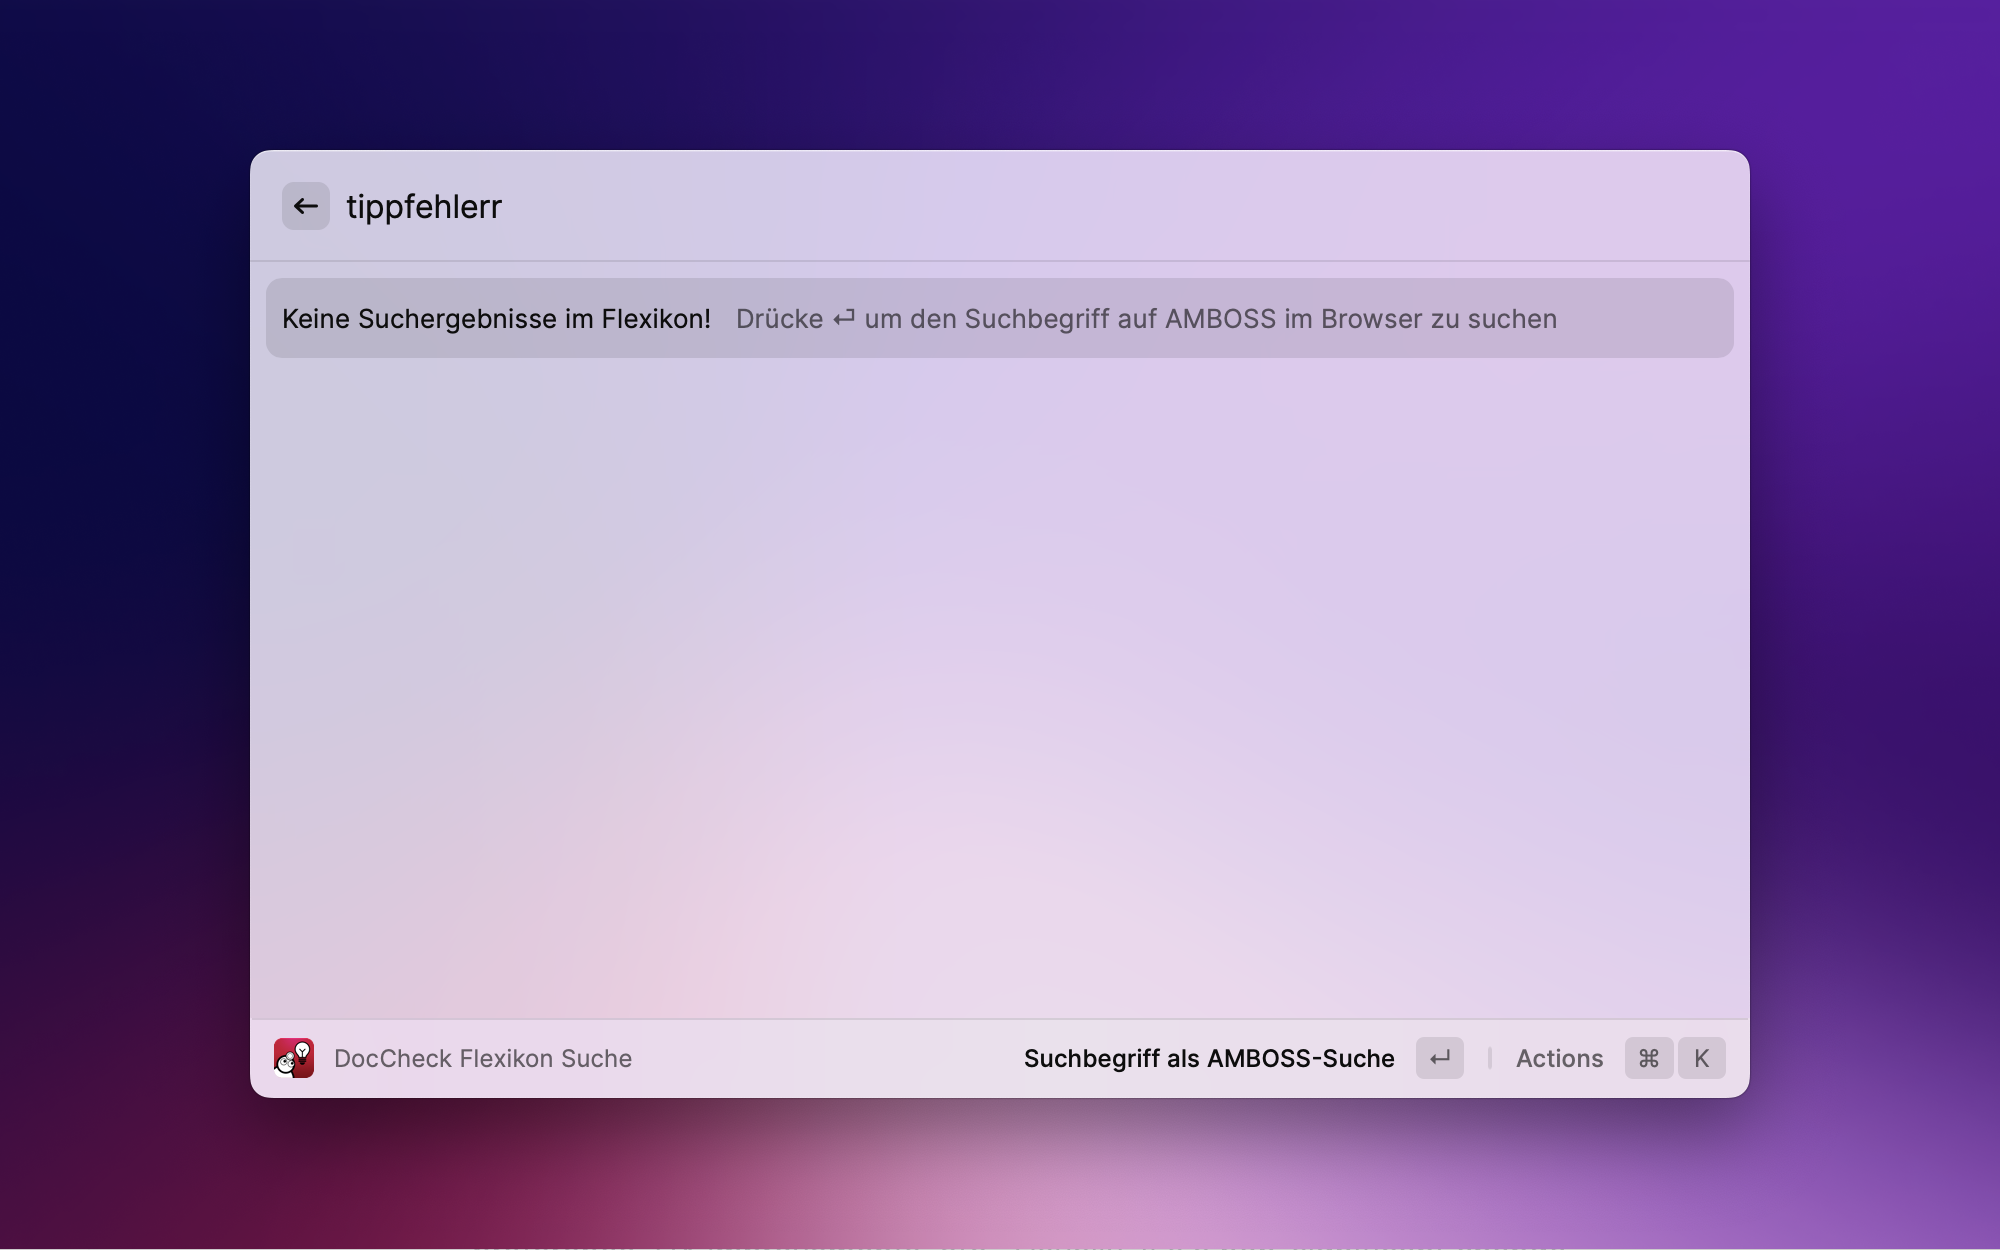 tippfehlerr
Keine Suchergebnisse im Flexikon! Drücke ↵ um den Suchbegriff auf AMBOSS im Browser zu suchen
DocCheck Flexikon Suche Suchbegriff als AMBOSS-Suche ↵ Actions ⌘ K